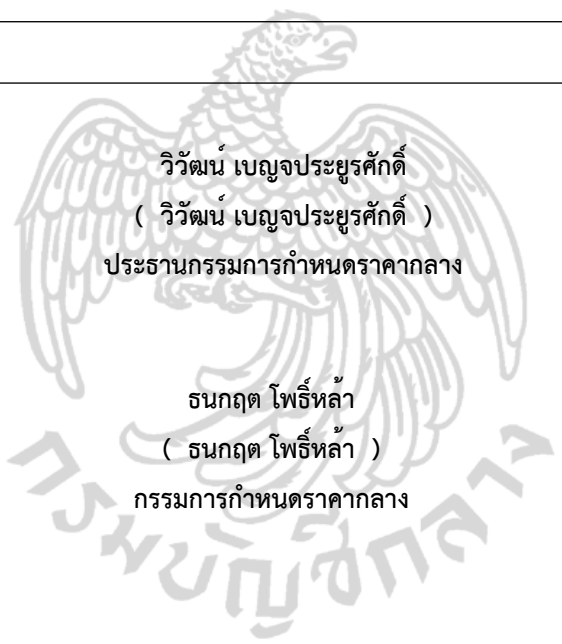 วิวัฒน์ เบญจประยูรศักดิ์
( วิวัฒน์ เบญจประยูรศักดิ์ )
ประธานกรรมการกำหนดราคากลาง
ธนกฤต โพธิ์หล้า
( ธนกฤต โพธิ์หล้า )
กรรมการกำหนดราคากลาง
กรมบัญชีกลาง